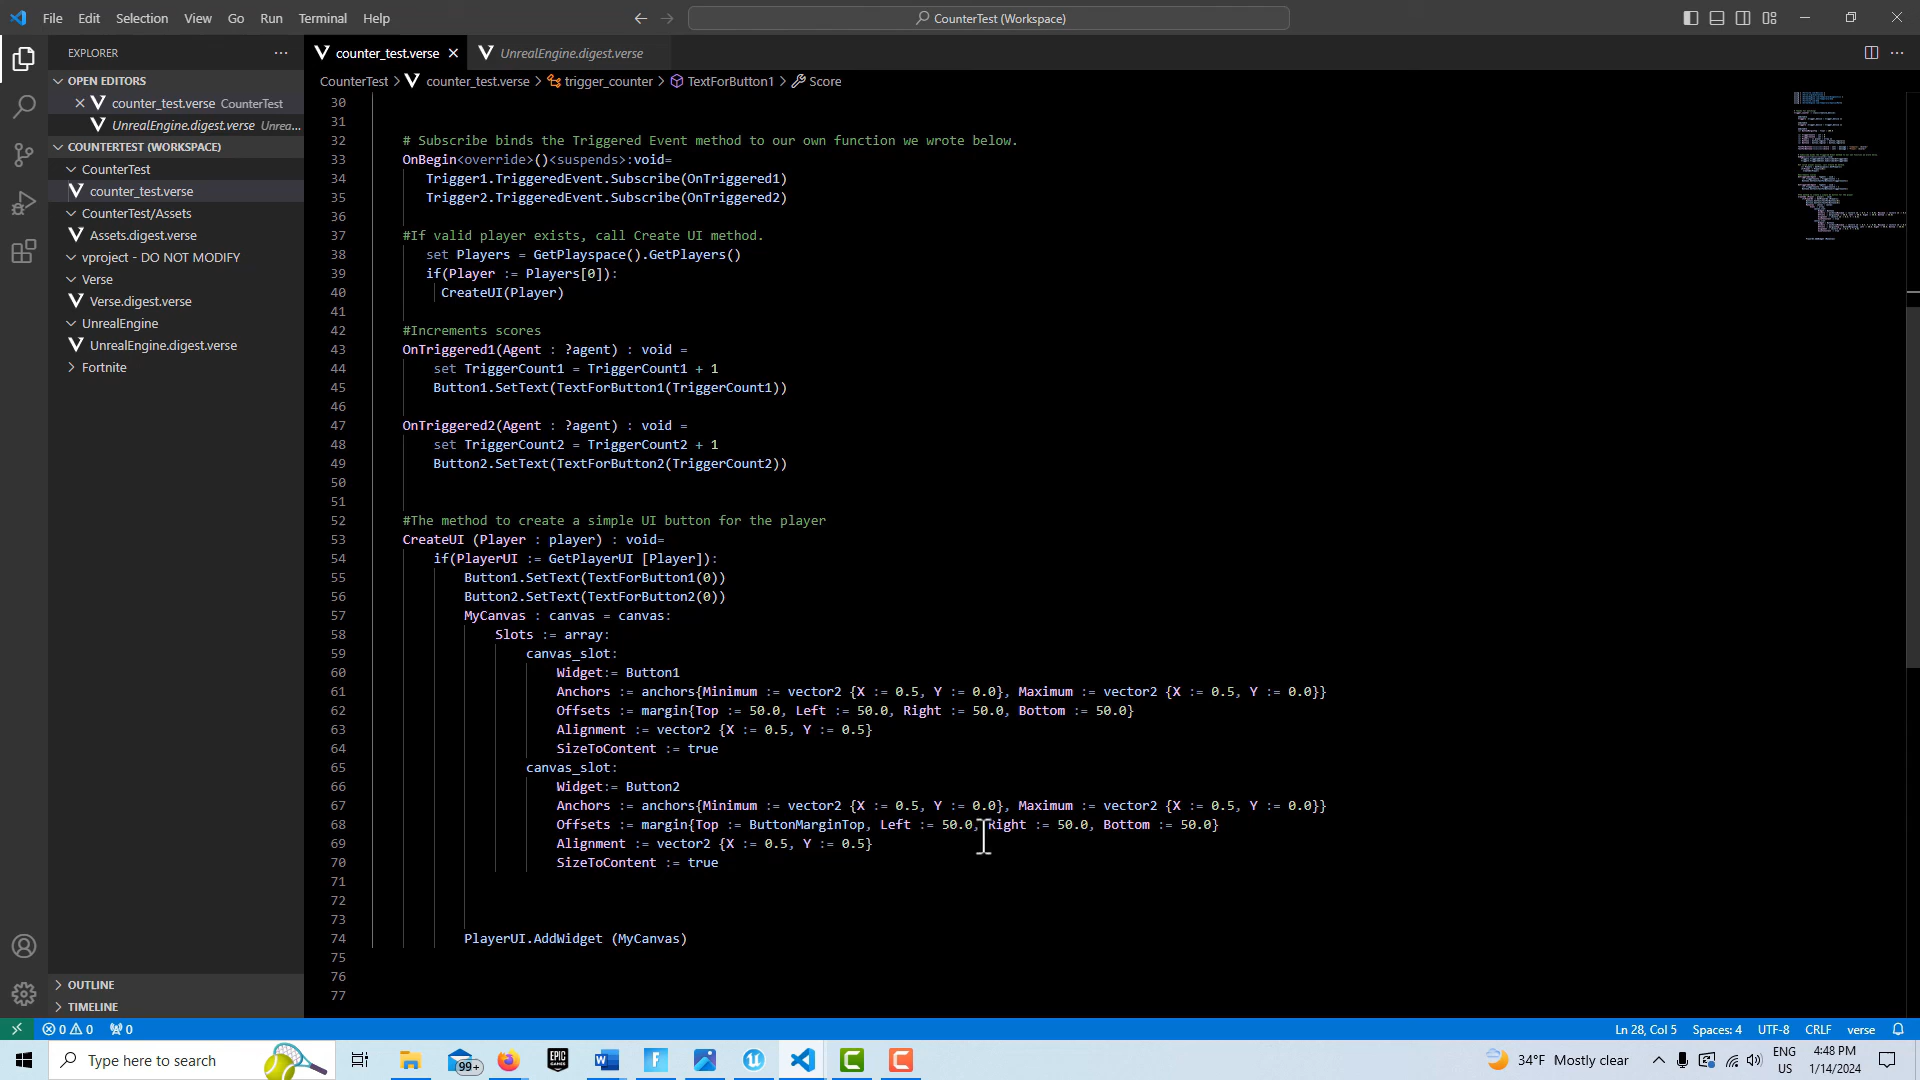 File Edit Selection View Go Run Terminal Help
CounterTest (Workspace)
EXPLORER
counter_test.verse
UnrealEngine.digest.verse
OPEN EDITORS
counter_test.verse CounterTest
UnrealEngine.digest.verse Unrea...
COUNTERTEST (WORKSPACE)
CounterTest
counter_test.verse
CounterTest/Assets
Assets.digest.verse
vproject - DO NOT MODIFY
Verse
Verse.digest.verse
UnrealEngine
UnrealEngine.digest.verse
Fortnite
OUTLINE
TIMELINE
CounterTest > counter_test.verse > trigger_counter > TextForButton1 > Score
30
31
32 # Subscribe binds the Triggered Event method to our own function we wrote below.
33 OnBegin<override>()<suspends>:void=
34 Trigger1.TriggeredEvent.Subscribe(OnTriggered1)
35 Trigger2.TriggeredEvent.Subscribe(OnTriggered2)
36
37 #If valid player exists, call Create UI method.
38 set Players = GetPlayspace().GetPlayers()
39 if(Player := Players[0]):
40 CreateUI(Player)
41
42 #Increments scores
43 OnTriggered1(Agent : ?agent) : void =
44 set TriggerCount1 = TriggerCount1 + 1
45 Button1.SetText(TextForButton1(TriggerCount1))
46
47 OnTriggered2(Agent : ?agent) : void =
48 set TriggerCount2 = TriggerCount2 + 1
49 Button2.SetText(TextForButton2(TriggerCount2))
50
51
52 #The method to create a simple UI button for the player
53 CreateUI (Player : player) : void=
54 if(PlayerUI := GetPlayerUI [Player]):
55 Button1.SetText(TextForButton1(0))
56 Button2.SetText(TextForButton2(0))
57 MyCanvas : canvas = canvas:
58 Slots := array:
59 canvas_slot:
60 Widget:= Button1
61 Anchors := anchors{Minimum := vector2 {X := 0.5, Y := 0.0}, Maximum := vector2 {X := 0.5, Y := 0.0}}
62 Offsets := margin{Top := 50.0, Left := 50.0, Right := 50.0, Bottom := 50.0}
63 Alignment := vector2 {X := 0.5, Y := 0.5}
64 SizeToContent := true
65 canvas_slot:
66 Widget:= Button2
67 Anchors := anchors{Minimum := vector2 {X := 0.5, Y := 0.0}, Maximum := vector2 {X := 0.5, Y := 0.0}}
68 Offsets := margin{Top := ButtonMarginTop, Left := 50.0, Right := 50.0, Bottom := 50.0}
69 Alignment := vector2 {X := 0.5, Y := 0.5}
70 SizeToContent := true
71
72
73
74 PlayerUI.AddWidget (MyCanvas)
75
76
77
0 0 0
Ln 28, Col 5 Spaces: 4 UTF-8 CRLF verse
Type here to search
99+
EPIC GAMES
34°F Mostly clear
ENG US
4:48 PM
1/14/2024